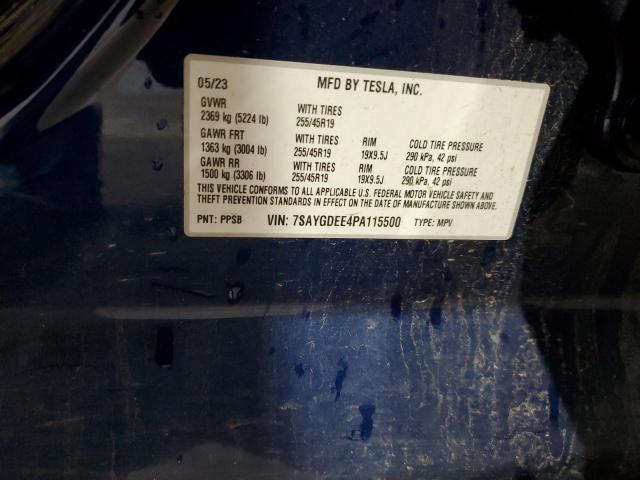 05/23 MFD BY TESLA, INC.
GVWR WITH TIRES
2369 kg (5224 lb) 255/45R19
GAWR FRT WITH TIRES RIM COLD TIRE PRESSURE
1363 kg (3004 lb) 255/45R19 19X9.5J 290 kPa, 42 psi
GAWR RR WITH TIRES RIM COLD TIRE PRESSURE
1500 kg (3306 lb) 255/45R19 19X9.5J 290 kPa, 42 psi
THIS VEHICLE CONFORMS TO ALL APPLICABLE U.S. FEDERAL MOTOR VEHICLE SAFETY AND
THEFT PREVENTION STANDARDS IN EFFECT ON THE DATE OF MANUFACTURE SHOWN ABOVE.
PNT: PPSB VIN: 7SAYGDEE4PA115500 TYPE: MPV